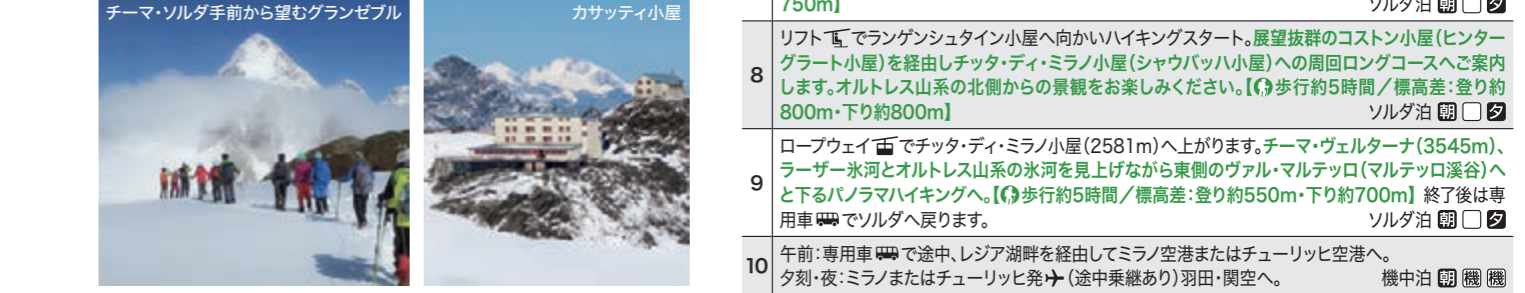 チーマ・ソルダ手前から望むグランゼブル
カサッティ小屋
750m】 ソルダ泊 朝 □ 夕
8
リフトでランゲンシュタイン小屋へ向かいハイキングスタート。展望抜群のコストン小屋(ヒンター
グラート小屋)を経由しチッタ・ディ・ミラノ小屋(シャウバッハ小屋)への周回ロングコースへご案内
します。オルトレス山系の北側からの景観をお楽しみください。【歩行約5時間/標高差:登り約
800m・下り約800m】 ソルダ泊 朝 □ 夕
9
ロープウェイでチッタ・ディ・ミラノ小屋(2581m)へ上がります。チーマ・ヴェルターナ(3545m)、
ラーザー氷河とオルトレス山系の氷河を見上げながら東側のヴァル・マルテッロ(マルテッロ渓谷)へ
と下るパノラマハイキングへ。【歩行約5時間/標高差:登り約550m・下り約700m】 終了後は専
用車でソルダへ戻ります。 ソルダ泊 朝 □ 夕
10
午前:専用車で途中、レジア湖畔を経由してミラノ空港またはチューリッヒ空港へ。
夕刻・夜:ミラノまたはチューリッヒ発(途中乗継あり)羽田・関空へ。 機中泊 朝 機 機